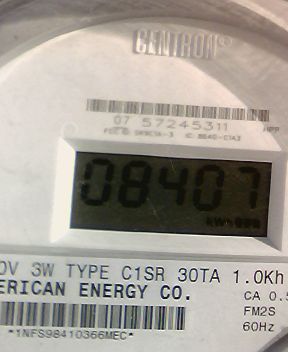 CENTRON®
07 57245311
08407
0V 3W TYPE C1SR 30TA 1.0Kh
ERICAN ENERGY CO.
CA 0.5
FM2S
60Hz
*1NFS98410366MEC*